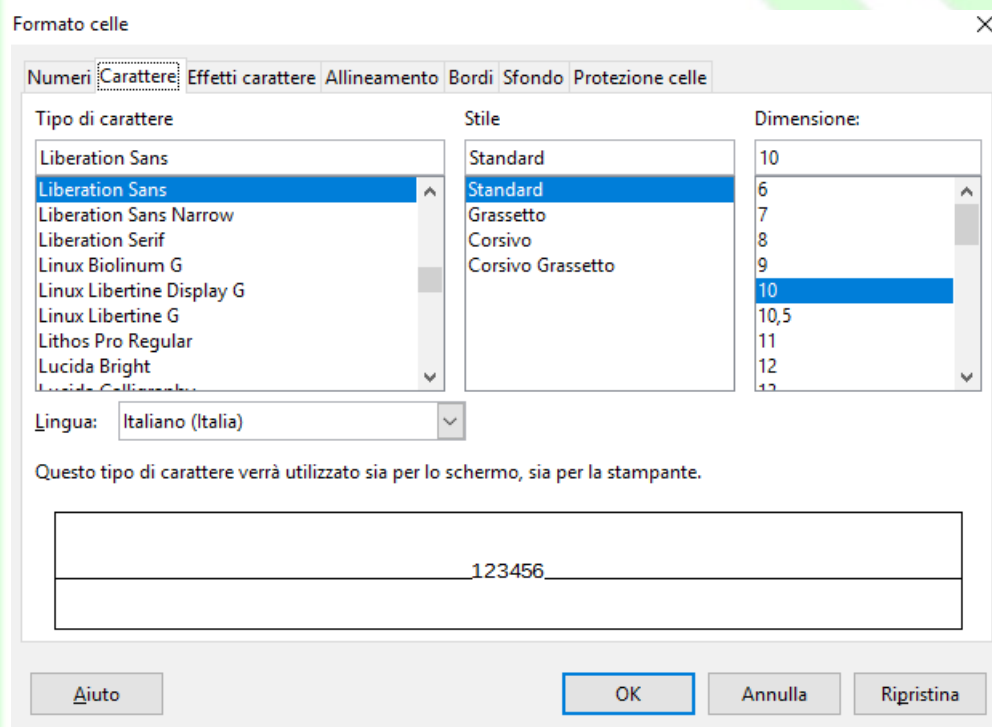 Formato celle
Numeri Carattere Effetti carattere Allineamento Bordi Sfondo Protezione celle
Tipo di carattere Stile Dimensione:
Liberation Sans Standard 10
Liberation Sans Standard 6
Liberation Sans Narrow Grassetto 7
Liberation Serif Corsivo 8
Linux Biolinum G Corsivo Grassetto 9
Linux Libertine Display G 10
Linux Libertine G 10,5
Lithos Pro Regular 11
Lucida Bright 12
Lucida Calligraphy 13
Lingua: Italiano (Italia)
Questo tipo di carattere verrà utilizzato sia per lo schermo, sia per la stampante.
123456
Aiuto OK Annulla Ripristina